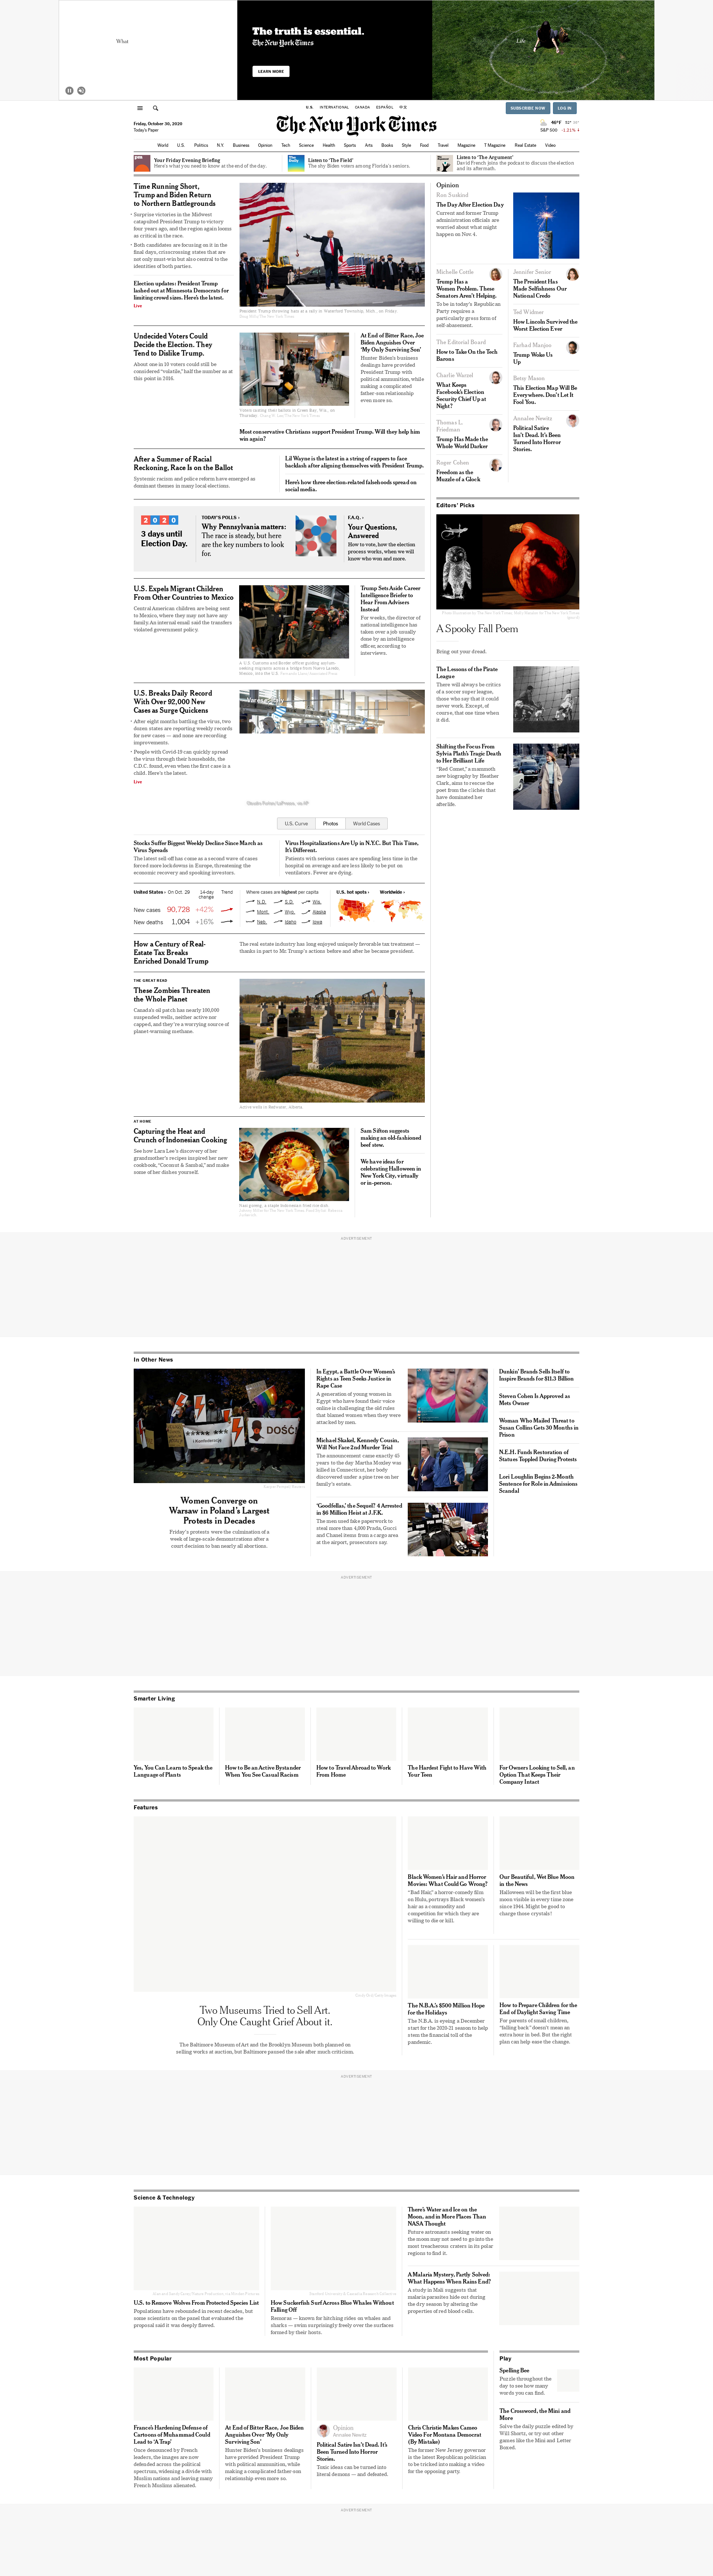 What
The truth is essential.
The New York Times
LEARN MORE
Life
U.S. INTERNATIONAL CANADA ESPAÑOL 中文
SUBSCRIBE NOW LOG IN
Friday, October 30, 2020
Today's Paper
The New York Times
S&P 500 -1.21%
World U.S. Politics N.Y. Business Opinion Tech Science Health Sports Arts Books Style Food Travel Magazine T Magazine Real Estate Video
Your Friday Evening Briefing
Here's what you need to know at the end of the day.
Listen to 'The Field'
The shy Biden voters among Florida's seniors.
Listen to 'The Argument'
David French joins the podcast to discuss the election and its aftermath.
Time Running Short,
Trump and Biden Return
to Northern Battlegrounds
• Surprise victories in the Midwest
catapulted President Trump to victory
four years ago, and the region again looms
as critical in the race.
• Both candidates are focusing on it in the
final days, crisscrossing states that are
not only must-win but also central to the
identities of both parties.
Election updates: President Trump
lashed out at Minnesota Democrats for
limiting crowd sizes. Here's the latest.
Live
Undecided Voters Could
Decide the Election. They
Tend to Dislike Trump.
About one in 10 voters could still be
considered "volatile," half the number as at
this point in 2016.
At End of Bitter Race, Joe
Biden Anguishes Over
'My Only Surviving Son'
Hunter Biden's business
dealings have provided
President Trump with
political ammunition, while
making a complicated
father-son relationship
even more so.
Most conservative Christians support President Trump. Will they help him
win again?
After a Summer of Racial
Reckoning, Race Is on the Ballot
Systemic racism and police reform have emerged as
dominant themes in many local elections.
Lil Wayne is the latest in a string of rappers to face
backlash after aligning themselves with President Trump.
Here's how three election-related falsehoods spread on
social media.
2020
3 days until
Election Day.
TODAY'S POLLS ›
Why Pennsylvania matters:
The race is steady, but here
are the key numbers to look
for.
F.A.Q. ›
Your Questions,
Answered
How to vote, how the election
process works, when we will
know who won and more.
U.S. Expels Migrant Children
From Other Countries to Mexico
Central American children are being sent
to Mexico, where they may not have any
family. An internal email said the transfers
violated government policy.
Trump Sets Aside Career
Intelligence Briefer to
Hear From Advisers
Instead
For weeks, the director of
national intelligence has
taken over a job usually
done by an intelligence
officer, according to
interviews.
U.S. Breaks Daily Record
With Over 92,000 New
Cases as Surge Quickens
• After eight months battling the virus, two
dozen states are reporting weekly records
for new cases — and none are recording
improvements.
• People with Covid-19 can quickly spread
the virus through their households, the
C.D.C. found, even when the first case is a
child. Here's the latest.
Live
U.S. Curve Photos World Cases
Stocks Suffer Biggest Weekly Decline Since March as
Virus Spreads
The latest sell-off has come as a second wave of cases
forced more lockdowns in Europe, threatening the
economic recovery and spooking investors.
Virus Hospitalizations Are Up in N.Y.C. But This Time,
It's Different.
Patients with serious cases are spending less time in the
hospital on average and are less likely to be put on
ventilators. Fewer are dying.
United States › On Oct. 29 14-day change Trend
New cases 90,728 +42%
New deaths 1,004 +16%
Where cases are highest per capita
N.D. S.D. Wis.
Mont. Wyo. Alaska
Neb. Idaho Iowa
U.S. hot spots › Worldwide ›
How a Century of Real-
Estate Tax Breaks
Enriched Donald Trump
The real estate industry has long enjoyed uniquely favorable tax treatment —
thanks in part to Mr. Trump's actions before and after he became president.
THE GREAT READ
These Zombies Threaten
the Whole Planet
Canada's oil patch has nearly 100,000
suspended wells, neither active nor
capped, and they're a worrying source of
planet-warming methane.
AT HOME
Capturing the Heat and
Crunch of Indonesian Cooking
See how Lara Lee's discovery of her
grandmother's recipes inspired her new
cookbook, "Coconut & Sambal," and make
some of her dishes yourself.
Sam Sifton suggests
making an old-fashioned
beef stew.
We have ideas for
celebrating Halloween in
New York City, virtually
or in-person.
Opinion
Ron Suskind
The Day After Election Day
Current and former Trump
administration officials are
worried about what might
happen on Nov. 4.
Michelle Cottle
Trump Has a
Women Problem. These
Senators Aren't Helping.
To be in today's Republican
Party requires a
particularly grim form of
self-abasement.
The Editorial Board
How to Take On the Tech
Barons
Charlie Warzel
What Keeps
Facebook's Election
Security Chief Up at
Night?
Thomas L.
Friedman
Trump Has Made the
Whole World Darker
Roger Cohen
Freedom as the
Muzzle of a Glock
Jennifer Senior
The President Has
Made Selfishness Our
National Credo
Ted Widmer
How Lincoln Survived the
Worst Election Ever
Farhad Manjoo
Trump Woke Us
Up
Betsy Mason
This Election Map Will Be
Everywhere. Don't Let It
Fool You.
Annalee Newitz
Political Satire
Isn't Dead. It's Been
Turned Into Horror
Stories.
Editors' Picks
A Spooky Fall Poem
Bring out your dread.
The Lessons of the Pirate
League
There will always be critics
of a soccer super league,
those who say that it could
never work. Except, of
course, that one time when
it did.
Shifting the Focus From
Sylvia Plath's Tragic Death
to Her Brilliant Life
"Red Comet," a mammoth
new biography by Heather
Clark, aims to rescue the
poet from the clichés that
have dominated her
afterlife.
ADVERTISEMENT
In Other News
DOŚĆ!
Women Converge on
Warsaw in Poland's Largest
Protests in Decades
Friday's protests were the culmination of a
week of large-scale demonstrations after a
court decision to ban nearly all abortions.
In Egypt, a Battle Over Women's
Rights as Teen Seeks Justice in
Rape Case
A generation of young women in
Egypt who have found their voice
online is challenging the old rules
that blamed women when they were
attacked by men.
Michael Skakel, Kennedy Cousin,
Will Not Face 2nd Murder Trial
The announcement came exactly 45
years to the day Martha Moxley was
killed in Connecticut, her body
discovered under a pine tree on her
family's estate.
'Goodfellas,' the Sequel? 4 Arrested
in $6 Million Heist at J.F.K.
The men used false paperwork to
steal more than 4,000 Prada, Gucci
and Chanel items from a cargo area
at the airport, prosecutors say.
Dunkin' Brands Sells Itself to
Inspire Brands for $11.3 Billion
Steven Cohen Is Approved as
Mets Owner
Woman Who Mailed Threat to
Susan Collins Gets 30 Months in
Prison
N.E.H. Funds Restoration of
Statues Toppled During Protests
Lori Loughlin Begins 2-Month
Sentence for Role in Admissions
Scandal
ADVERTISEMENT
Smarter Living
Yes, You Can Learn to Speak the
Language of Plants
How to Be an Active Bystander
When You See Casual Racism
How to Travel Abroad to Work
From Home
The Hardest Fight to Have With
Your Teen
For Owners Looking to Sell, an
Option That Keeps Their
Company Intact
Features
Two Museums Tried to Sell Art.
Only One Caught Grief About it.
The Baltimore Museum of Art and the Brooklyn Museum both planned on
selling works at auction, but Baltimore paused the sale after much criticism.
Black Women's Hair and Horror
Movies: What Could Go Wrong?
"Bad Hair," a horror-comedy film
on Hulu, portrays Black women's
hair as a commodity and
competition for which they are
willing to die or kill.
Our Beautiful, Wet Blue Moon
in the News
Halloween will be the first blue
moon visible in every time zone
since 1944. Might be good to
charge those crystals!
The N.B.A.'s $500 Million Hope
for the Holidays
The N.B.A. is eyeing a December
start for the 2020-21 season to help
stem the financial toll of the
pandemic.
How to Prepare Children for the
End of Daylight Saving Time
For parents of small children,
"falling back" doesn't mean an
extra hour in bed. But the right
plan can help ease the change.
ADVERTISEMENT
Science & Technology
U.S. to Remove Wolves From Protected Species List
Populations have rebounded in recent decades, but
some scientists on the panel that evaluated the
proposal said it was deeply flawed.
How Suckerfish Surf Across Blue Whales Without
Falling Off
Remoras — known for hitching rides on whales and
sharks — swim surprisingly freely over the surfaces
formed by their hosts.
There's Water and Ice on the
Moon, and in More Places Than
NASA Thought
Future astronauts seeking water on
the moon may not need to go into the
most treacherous craters in its polar
regions to find it.
A Malaria Mystery, Partly Solved:
What Happens When Rains End?
A study in Mali suggests that
malaria parasites hide out during
the dry season by altering the
properties of red blood cells.
Most Popular
France's Hardening Defense of
Cartoons of Muhammad Could
Lead to 'A Trap'
Once denounced by French
leaders, the images are now
defended across the political
spectrum, widening a divide with
Muslim nations and leaving many
French Muslims alienated.
At End of Bitter Race, Joe Biden
Anguishes Over 'My Only
Surviving Son'
Hunter Biden's business dealings
have provided President Trump
with political ammunition, while
making a complicated father-son
relationship even more so.
Opinion
Annalee Newitz
Political Satire Isn't Dead. It's
Been Turned Into Horror
Stories.
Toxic ideas can be turned into
literal demons — and defeated.
Chris Christie Makes Cameo
Video For Montana Democrat
(By Mistake)
The former New Jersey governor
is the latest Republican politician
to be tricked into making a video
for the opposing party.
Play
Spelling Bee
Puzzle throughout the
day to see how many
words you can find.
The Crossword, the Mini and
More
Solve the daily puzzle edited by
Will Shortz, or try out other
games like the Mini and Letter
Boxed.
ADVERTISEMENT